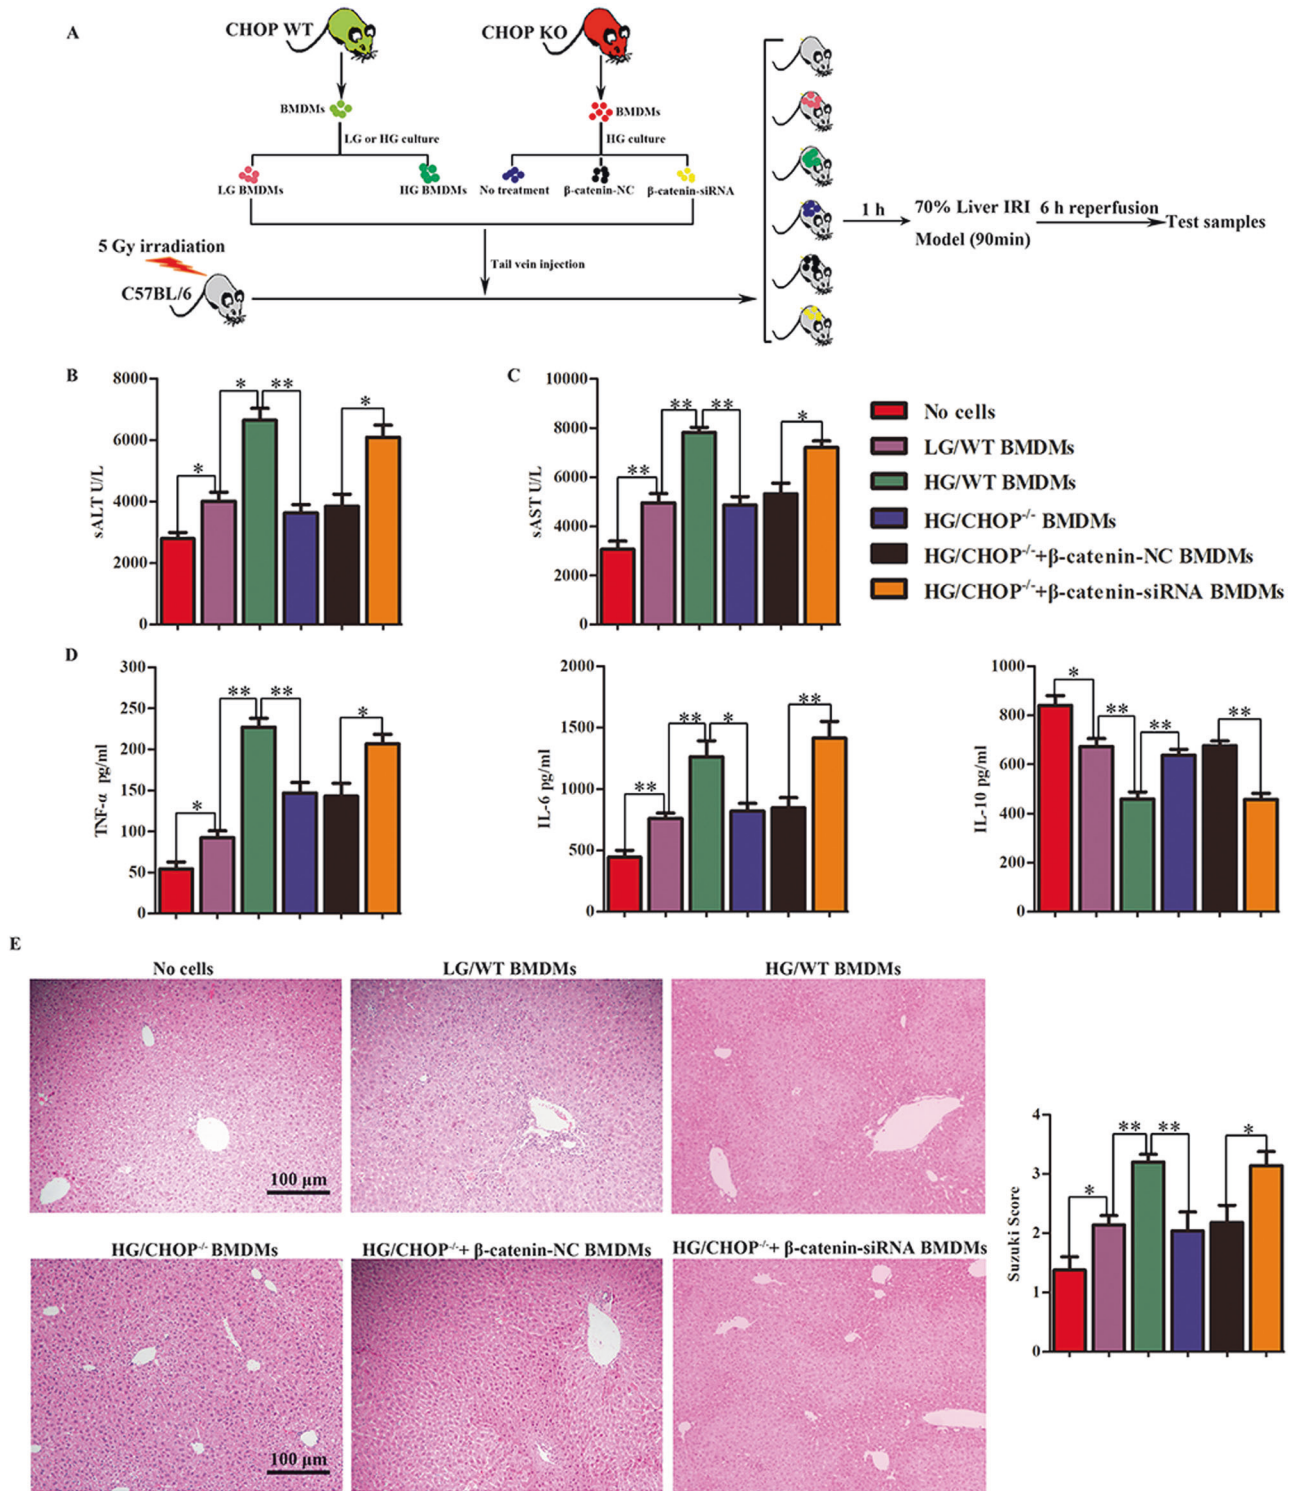 A
CHOP WT
CHOP KO
BMDMs
BMDMs
LG or HG culture
HG culture
LG BMDMs
HG BMDMs
No treatment
β-catenin-NC
β-catenin-siRNA
1 h
70% Liver IRI
Model (90min)
6 h reperfusion
Test samples
5 Gy irradiation
C57BL/6
Tail vein injection
B
sALT U/L
8000
6000
4000
2000
0
*
*
**
*
C
sAST U/L
10000
8000
6000
4000
2000
0
**
**
**
*
No cells
LG/WT BMDMs
HG/WT BMDMs
HG/CHOP-/- BMDMs
HG/CHOP-/-+β-catenin-NC BMDMs
HG/CHOP-/-+β-catenin-siRNA BMDMs
D
TNF-α pg/ml
300
250
200
150
100
50
0
*
**
**
*
IL-6 pg/ml
2000
1500
1000
500
0
**
**
*
**
IL-10 pg/ml
1000
800
600
400
200
0
*
**
**
**
E
No cells
LG/WT BMDMs
HG/WT BMDMs
100 μm
HG/CHOP-/- BMDMs
HG/CHOP-/-+ β-catenin-NC BMDMs
HG/CHOP-/-+ β-catenin-siRNA BMDMs
100 μm
Suzuki Score
4
3
2
1
0
*
**
**
*